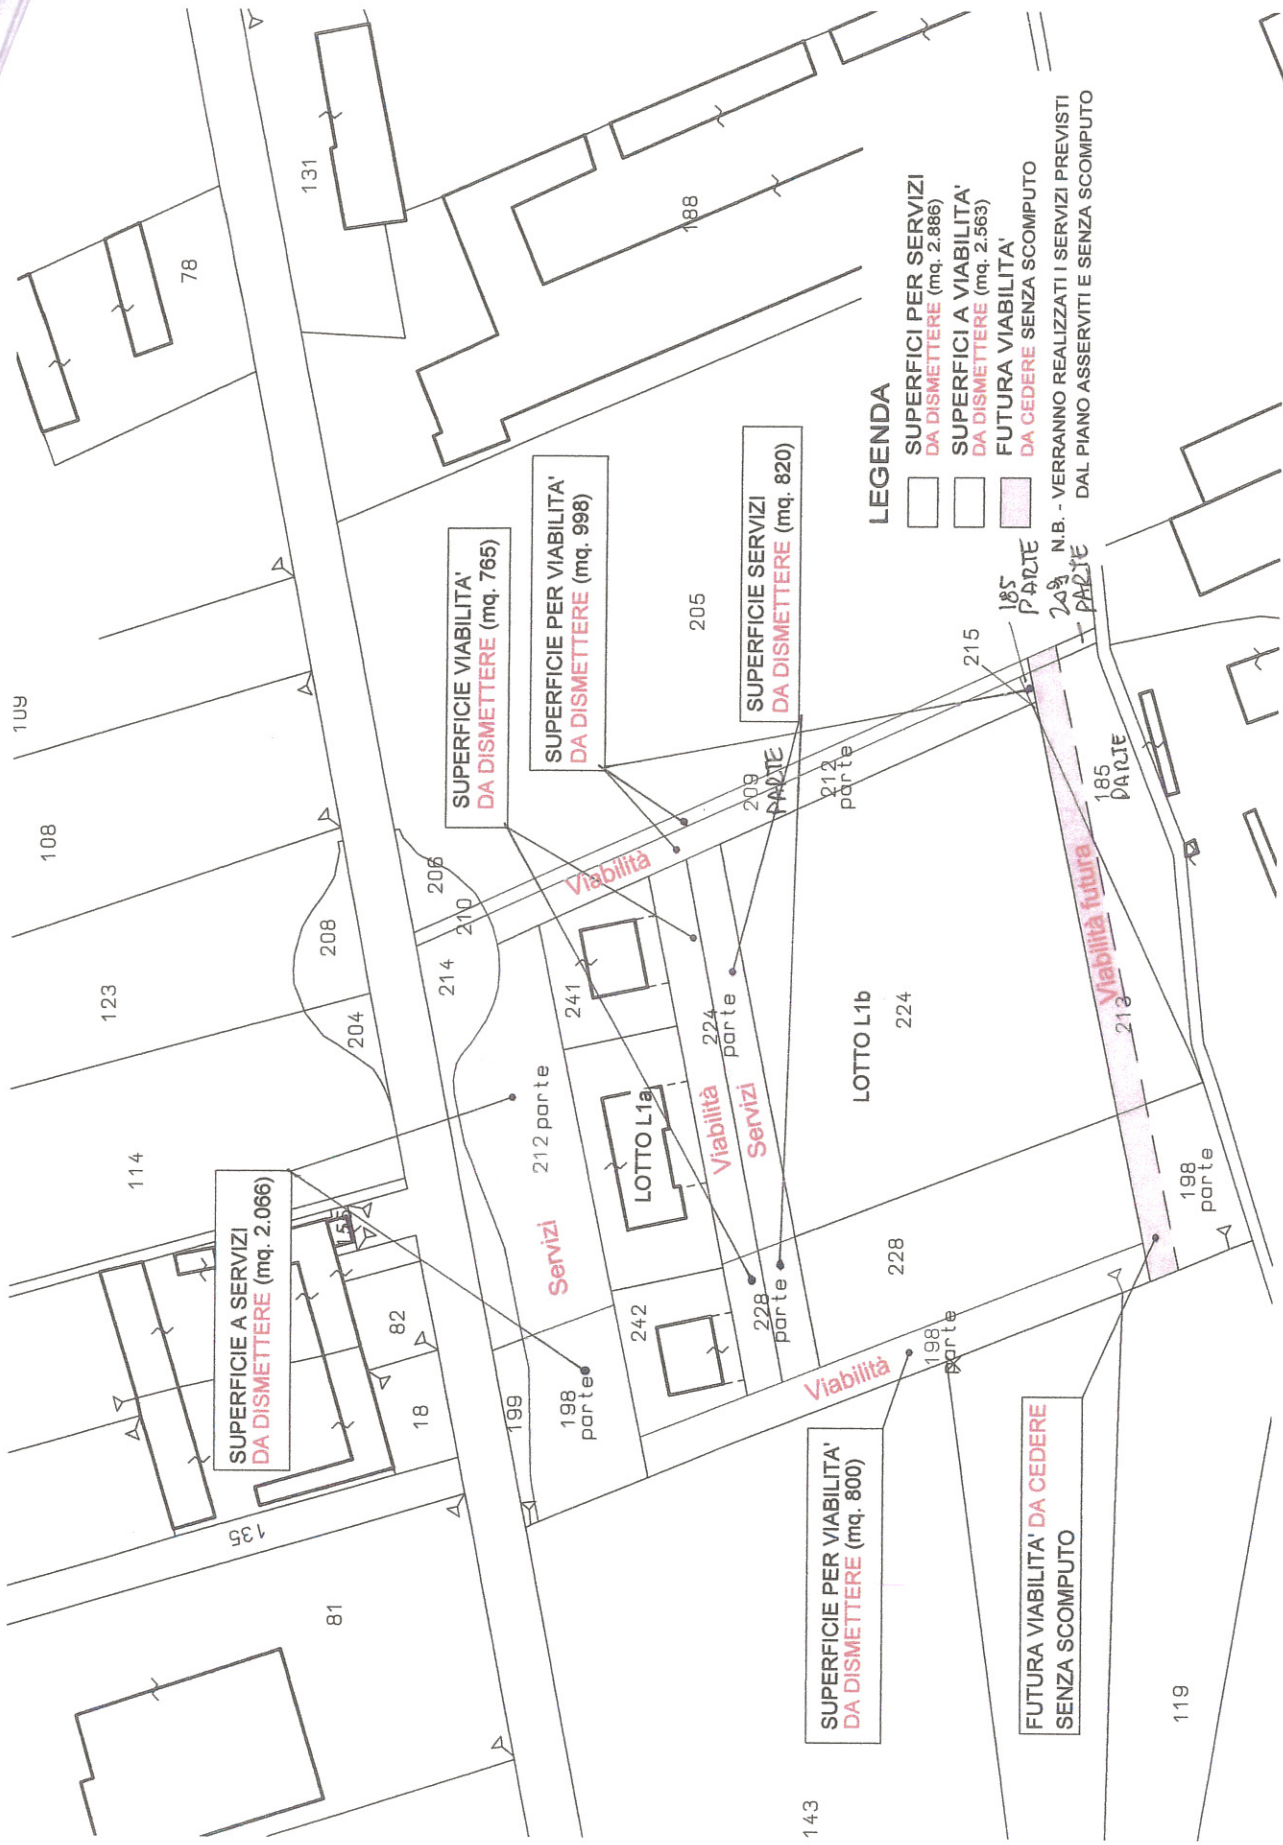 109
131
78
108
123
114
208
204
206
210
214
188
SUPERFICIE VIABILITA'
DA DISMETTERE (mq. 765)
SUPERFICIE PER VIABILITA'
DA DISMETTERE (mq. 998)
205
SUPERFICIE SERVIZI
DA DISMETTERE (mq. 820)
SUPERFICIE A SERVIZI
DA DISMETTERE (mq. 2.066)
82
18
135
81
199
212 parte
Servizi
198
parte
241
242
LOTTO L1a
Viabilità
209
PARTE
212
parte
Viabilità
Servizi
224
parte
228
parte
LOTTO L1b
224
228
Viabilità
198
parte
215
185
PARTE
209
PARTE
185
PARTE
Viabilità futura
213
198
parte
SUPERFICIE PER VIABILITA'
DA DISMETTERE (mq. 800)
FUTURA VIABILITA' DA CEDERE
SENZA SCOMPUTO
143
119
LEGENDA
SUPERFICI PER SERVIZI
DA DISMETTERE (mq. 2.886)
SUPERFICI A VIABILITA'
DA DISMETTERE (mq. 2.563)
FUTURA VIABILITA'
DA CEDERE SENZA SCOMPUTO
N.B. - VERRANNO REALIZZATI I SERVIZI PREVISTI
DAL PIANO ASSERVITI E SENZA SCOMPUTO